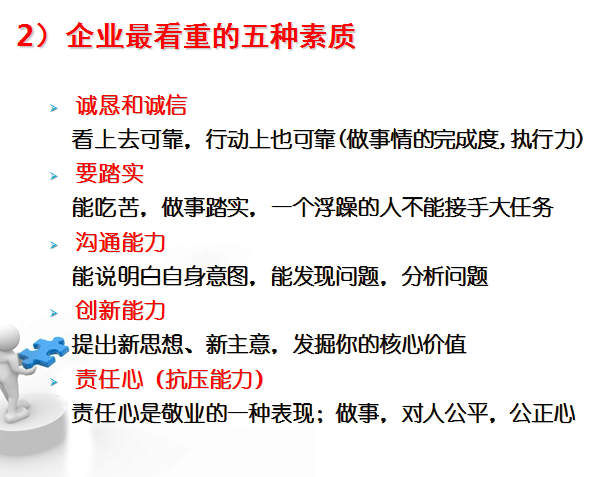 2）企业最看重的五种素质
诚恳和诚信
看上去可靠，行动上也可靠(做事情的完成度,执行力)
要踏实
能吃苦，做事踏实，一个浮躁的人不能接手大任务
沟通能力
能说明白自身意图，能发现问题，分析问题
创新能力
提出新思想、新主意，发掘你的核心价值
责任心（抗压能力）
责任心是敬业的一种表现；做事，对人公平，公正心